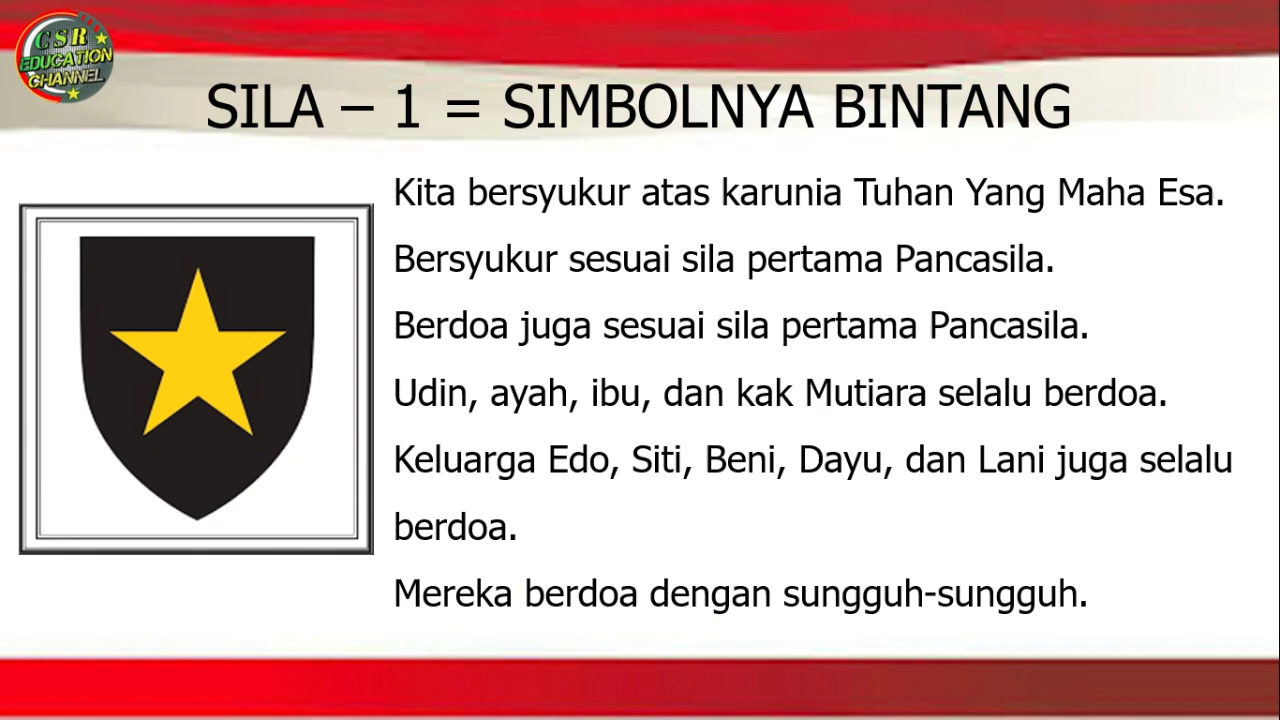 CSR
EDUCATION
CHANNEL
SILA – 1 = SIMBOLNYA BINTANG
Kita bersyukur atas karunia Tuhan Yang Maha Esa.
Bersyukur sesuai sila pertama Pancasila.
Berdoa juga sesuai sila pertama Pancasila.
Udin, ayah, ibu, dan kak Mutiara selalu berdoa.
Keluarga Edo, Siti, Beni, Dayu, dan Lani juga selalu
berdoa.
Mereka berdoa dengan sungguh-sungguh.